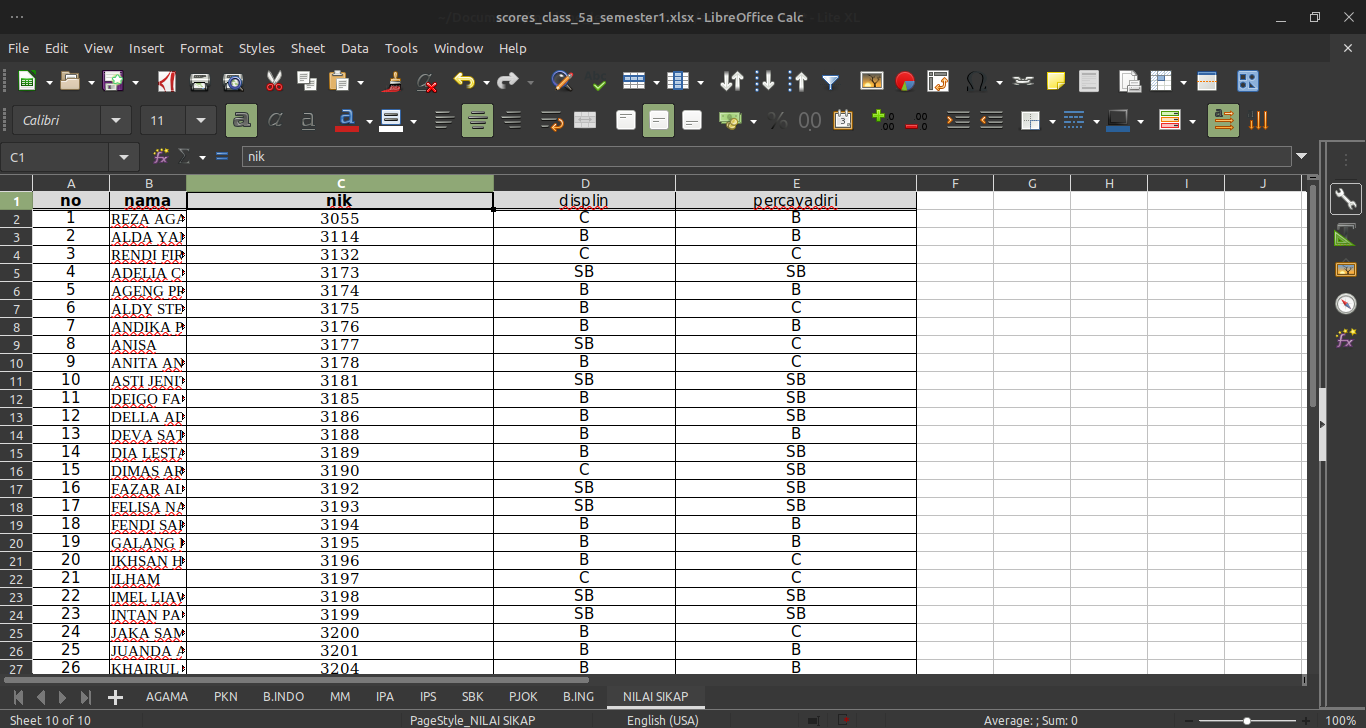 scores_class_5a_semester1.xlsx - LibreOffice Calc
File Edit View Insert Format Styles Sheet Data Tools Window Help
Calibri 11
C1 nik
A B C D E F G H I J
1 no nama nik displin percayadiri
2 1 REZA AGA 3055 C B
3 2 ALDA YAI 3114 B B
4 3 RENDI FIR 3132 C C
5 4 ADELIA C 3173 SB SB
6 5 AGENG PR 3174 B B
7 6 ALDY STE 3175 B C
8 7 ANDIKA P 3176 B B
9 8 ANISA 3177 SB C
10 9 ANITA AN 3178 B C
11 10 ASTI JENI 3181 SB SB
12 11 DEIGO FA 3185 B SB
13 12 DELLA AD 3186 B SB
14 13 DEVA SAT 3188 B B
15 14 DIA LESTA 3189 B SB
16 15 DIMAS AR 3190 C SB
17 16 FAZAR AL 3192 SB SB
18 17 FELISA NA 3193 SB SB
19 18 FENDI SAI 3194 B B
20 19 GALANG 3195 B B
21 20 IKHSAN H 3196 B C
22 21 ILHAM 3197 C C
23 22 IMEL LIAW 3198 SB SB
24 23 INTAN PA 3199 SB SB
25 24 JAKA SAM 3200 B C
26 25 JUANDA A 3201 B B
27 26 KHAIRUL 3204 B B
AGAMA PKN B.INDO MM IPA IPS SBK PJOK B.ING NILAI SIKAP
Sheet 10 of 10 PageStyle_NILAI SIKAP English (USA) Average: ; Sum: 0 100%